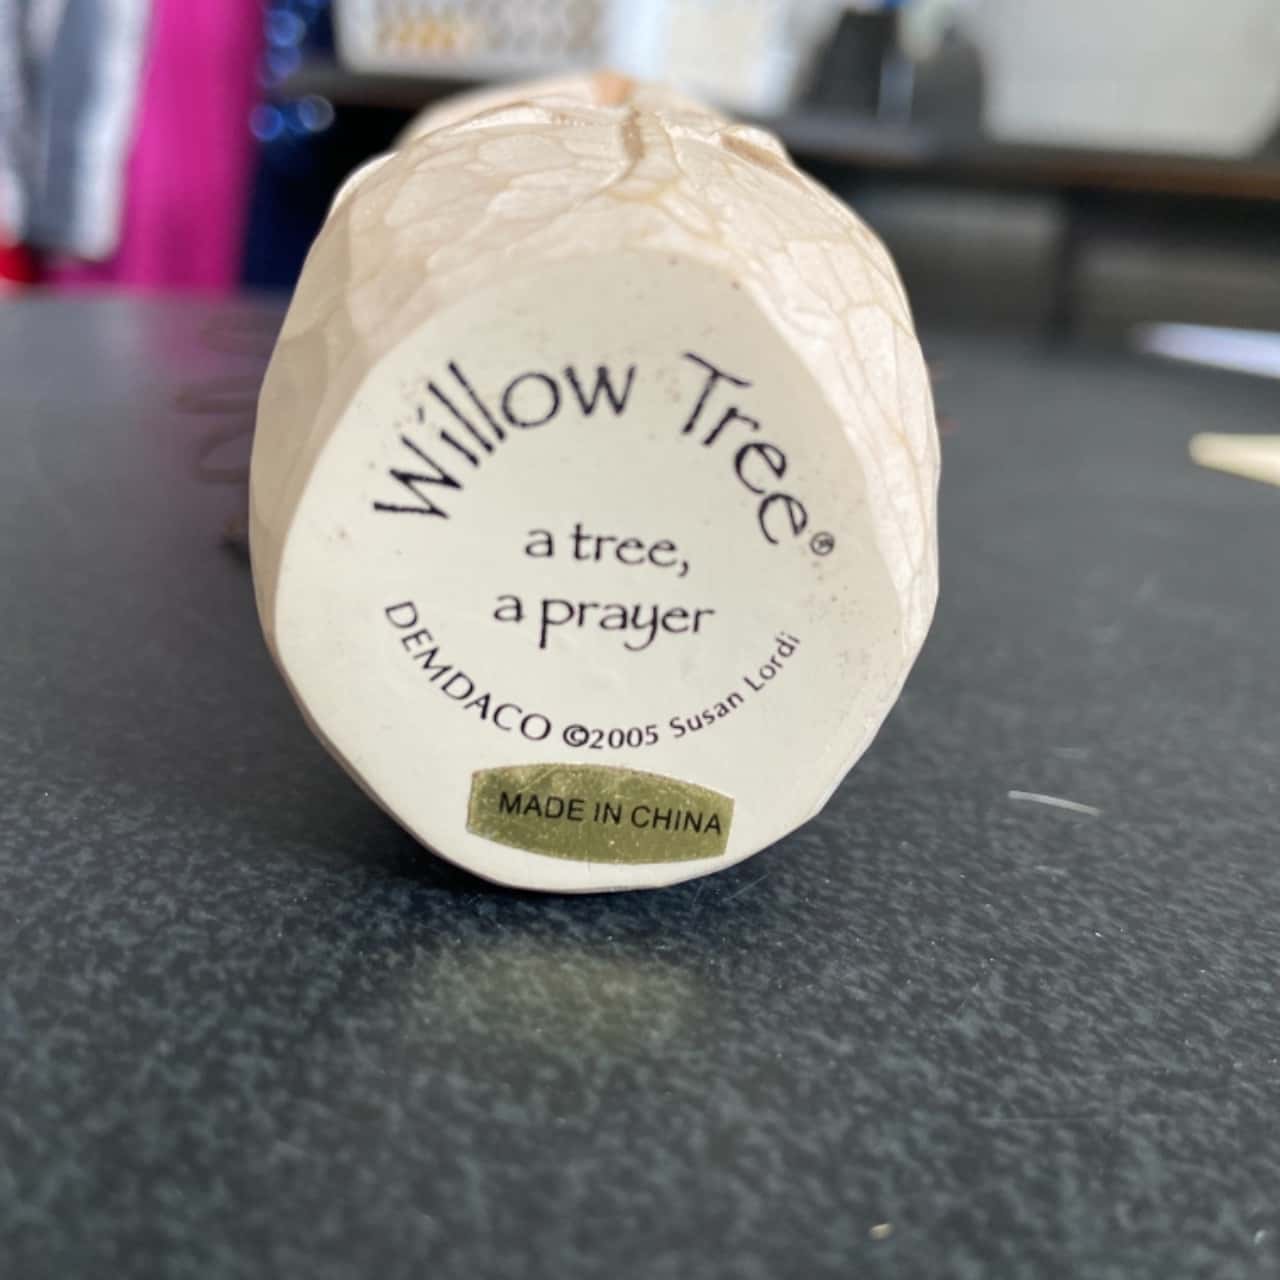 Willow Tree®
a tree,
a prayer
DEMDACO ©2005 Susan Lordi
MADE IN CHINA